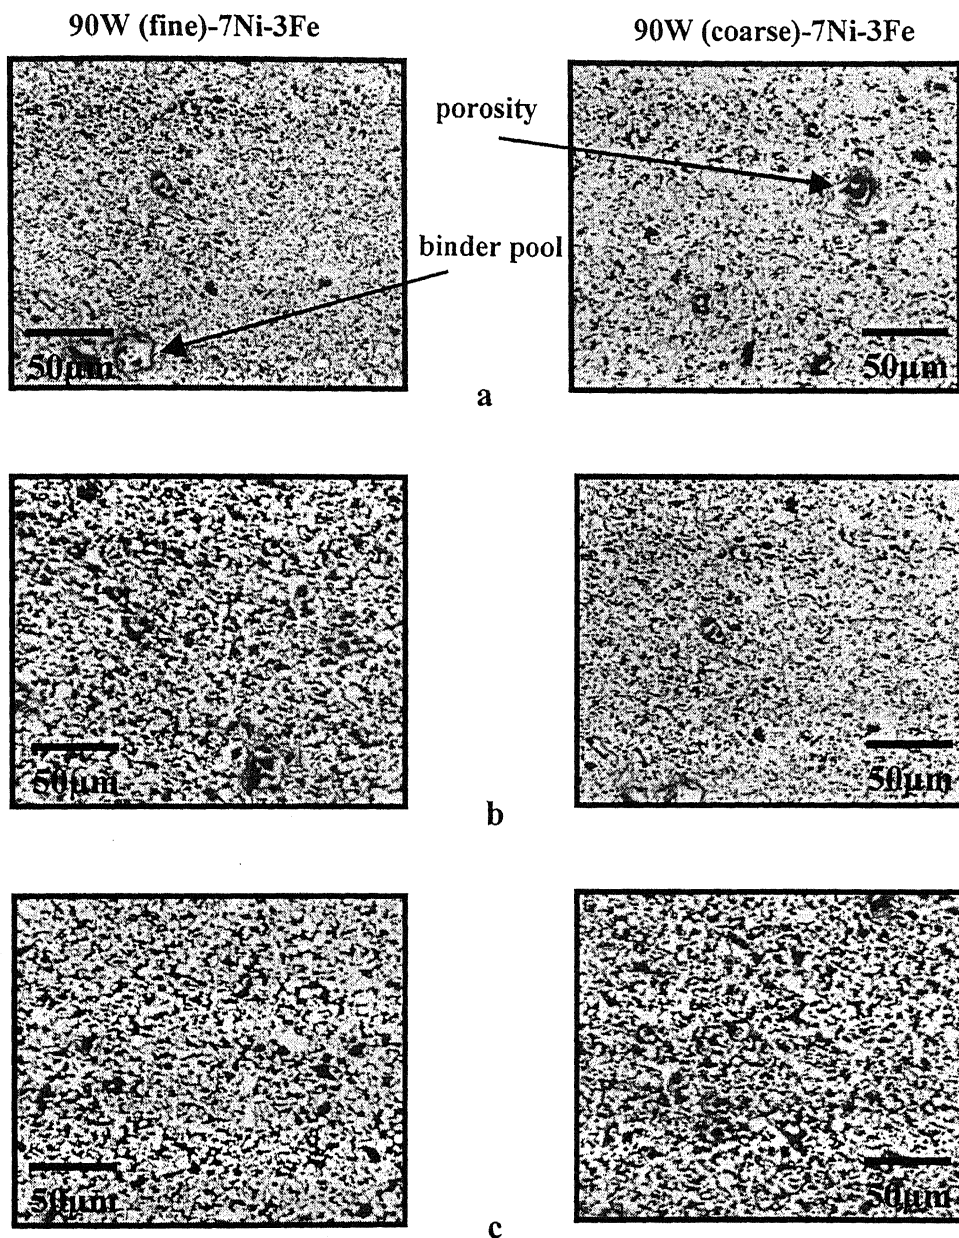 90W (fine)-7Ni-3Fe
90W (coarse)-7Ni-3Fe
porosity
binder pool
50μm
50μm
a
50μm
50μm
b
50μm
50μm
c